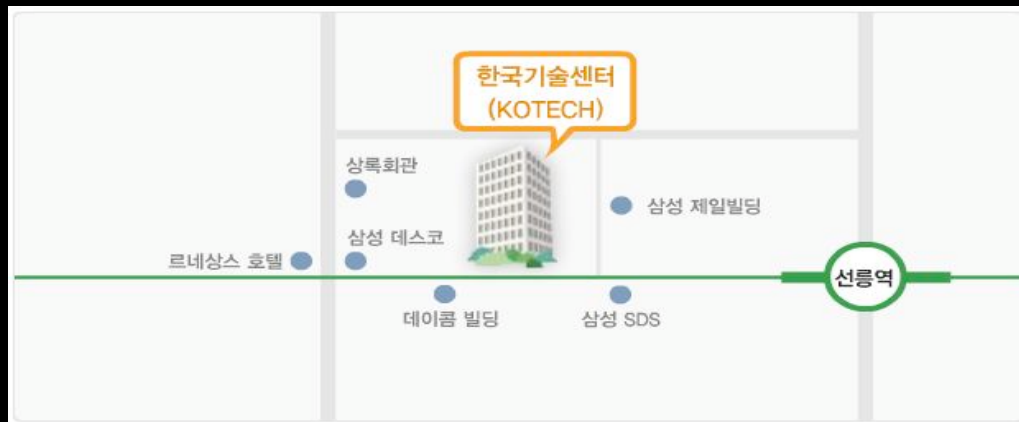 한국기술센터
(KOTECH)
상록회관
삼성 제일빌딩
삼성 데스코
르네상스 호텔
선릉역
데이콤 빌딩
삼성 SDS